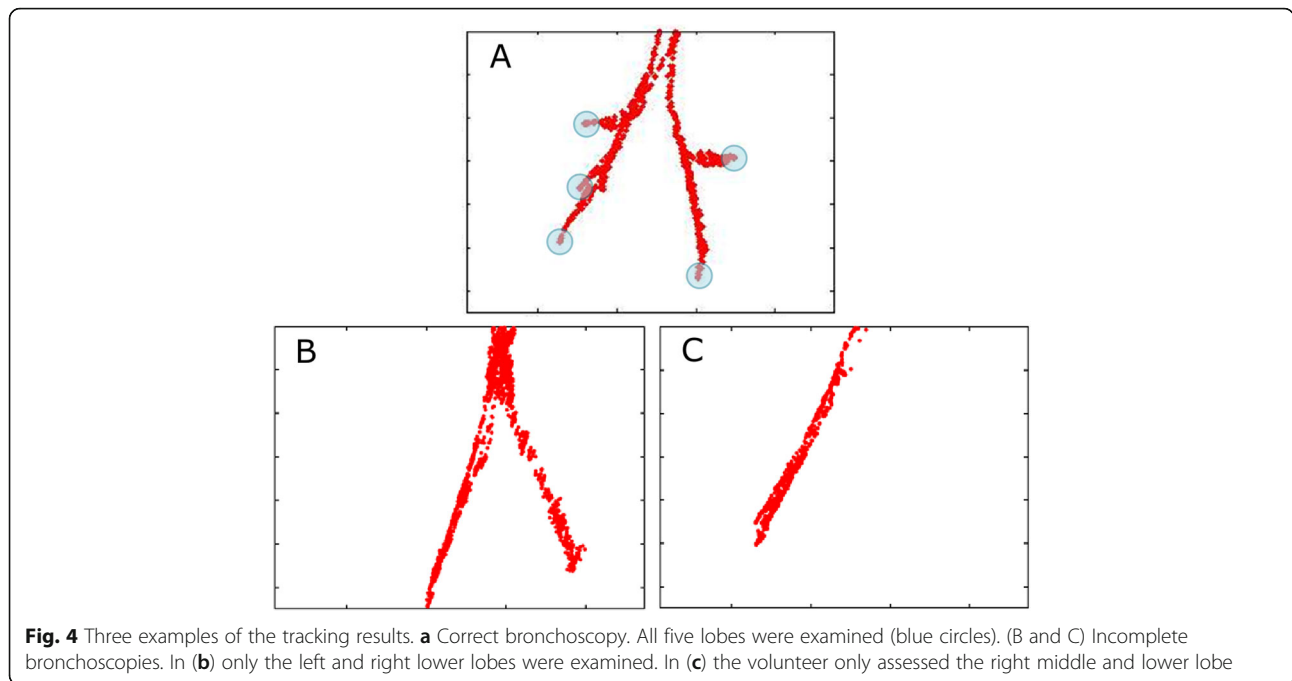 A
B
C
Fig. 4 Three examples of the tracking results. a Correct bronchoscopy. All five lobes were examined (blue circles). (B and C) Incomplete
bronchoscopies. In (b) only the left and right lower lobes were examined. In (c) the volunteer only assessed the right middle and lower lobe